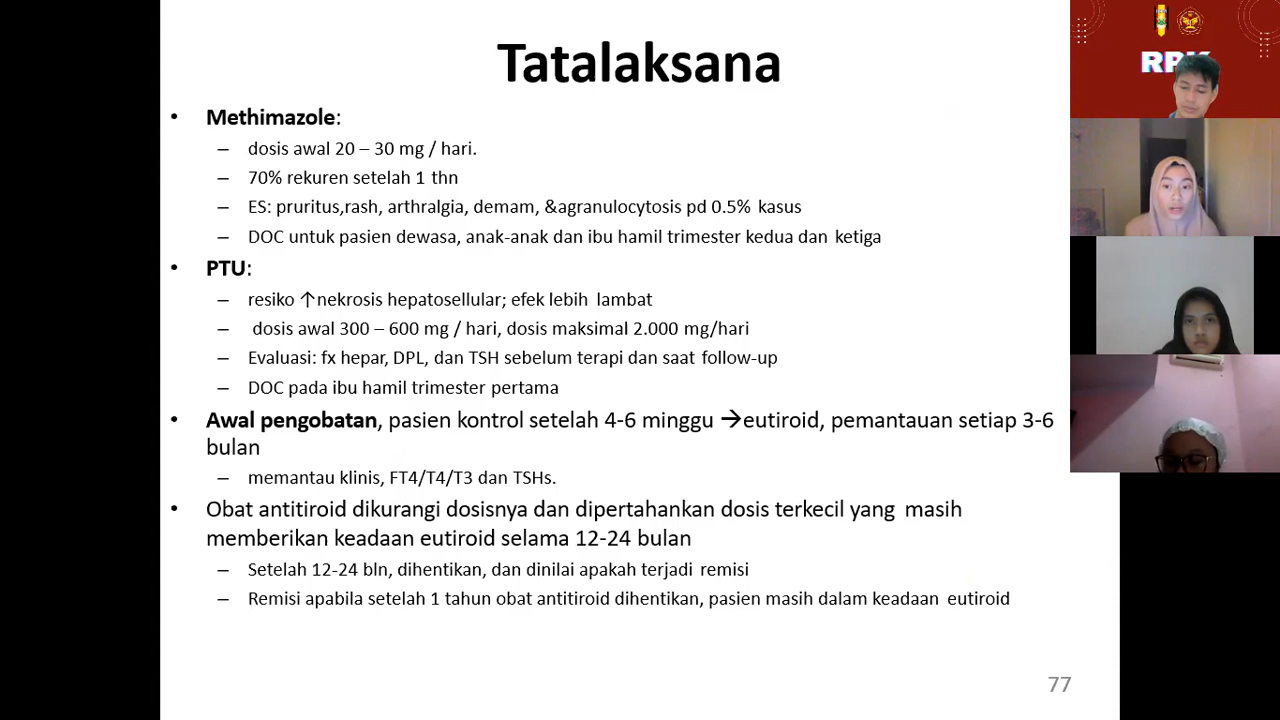 Tatalaksana
• Methimazole:
– dosis awal 20 – 30 mg / hari.
– 70% rekuren setelah 1 thn
– ES: pruritus,rash, arthralgia, demam, &agranulocytosis pd 0.5% kasus
– DOC untuk pasien dewasa, anak-anak dan ibu hamil trimester kedua dan ketiga
• PTU:
– resiko ↑nekrosis hepatosellular; efek lebih lambat
– dosis awal 300 – 600 mg / hari, dosis maksimal 2.000 mg/hari
– Evaluasi: fx hepar, DPL, dan TSH sebelum terapi dan saat follow-up
– DOC pada ibu hamil trimester pertama
• Awal pengobatan, pasien kontrol setelah 4-6 minggu →eutiroid, pemantauan setiap 3-6
bulan
– memantau klinis, FT4/T4/T3 dan TSHs.
• Obat antitiroid dikurangi dosisnya dan dipertahankan dosis terkecil yang masih
memberikan keadaan eutiroid selama 12-24 bulan
– Setelah 12-24 bln, dihentikan, dan dinilai apakah terjadi remisi
– Remisi apabila setelah 1 tahun obat antitiroid dihentikan, pasien masih dalam keadaan eutiroid
77